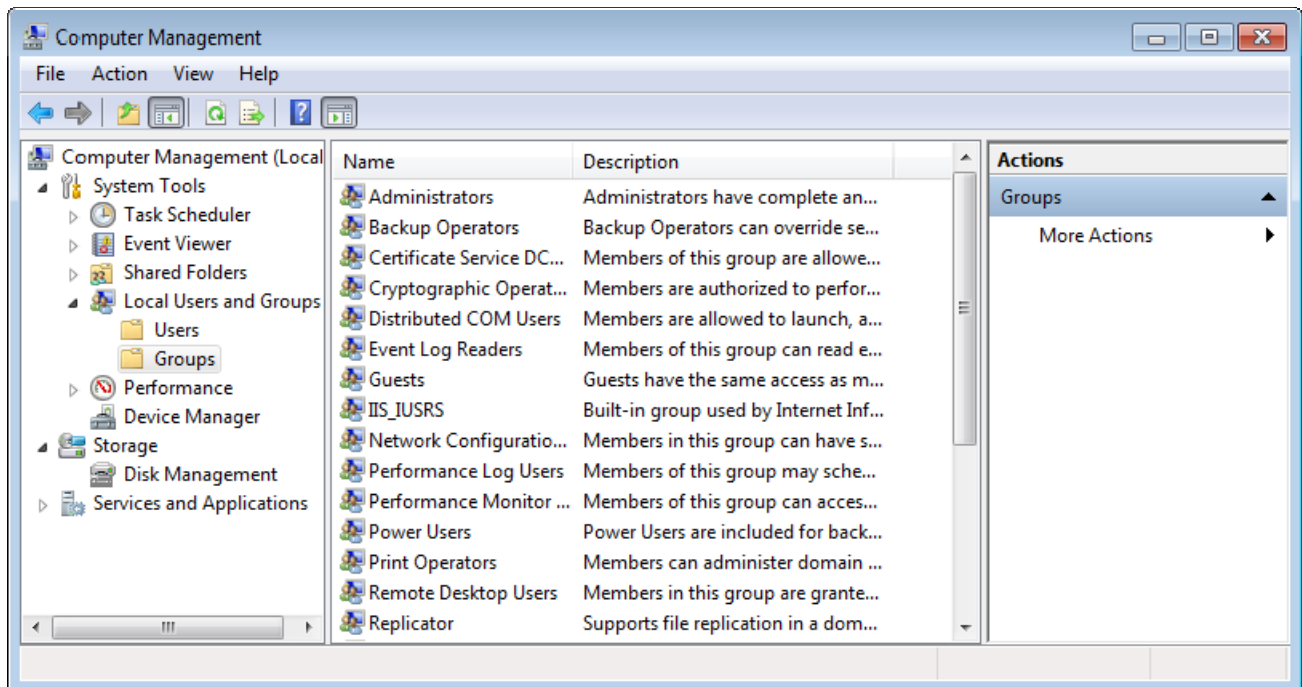 Computer Management
File Action View Help
Computer Management (Local
System Tools
Task Scheduler
Event Viewer
Shared Folders
Local Users and Groups
Users
Groups
Performance
Device Manager
Storage
Disk Management
Services and Applications
Name Description
Administrators Administrators have complete an...
Backup Operators Backup Operators can override se...
Certificate Service DC... Members of this group are allowe...
Cryptographic Operat... Members are authorized to perfor...
Distributed COM Users Members are allowed to launch, a...
Event Log Readers Members of this group can read e...
Guests Guests have the same access as m...
IIS_IUSRS Built-in group used by Internet Inf...
Network Configuratio... Members in this group can have s...
Performance Log Users Members of this group may sche...
Performance Monitor ... Members of this group can acces...
Power Users Power Users are included for back...
Print Operators Members can administer domain ...
Remote Desktop Users Members in this group are grante...
Replicator Supports file replication in a dom...
Actions
Groups
More Actions